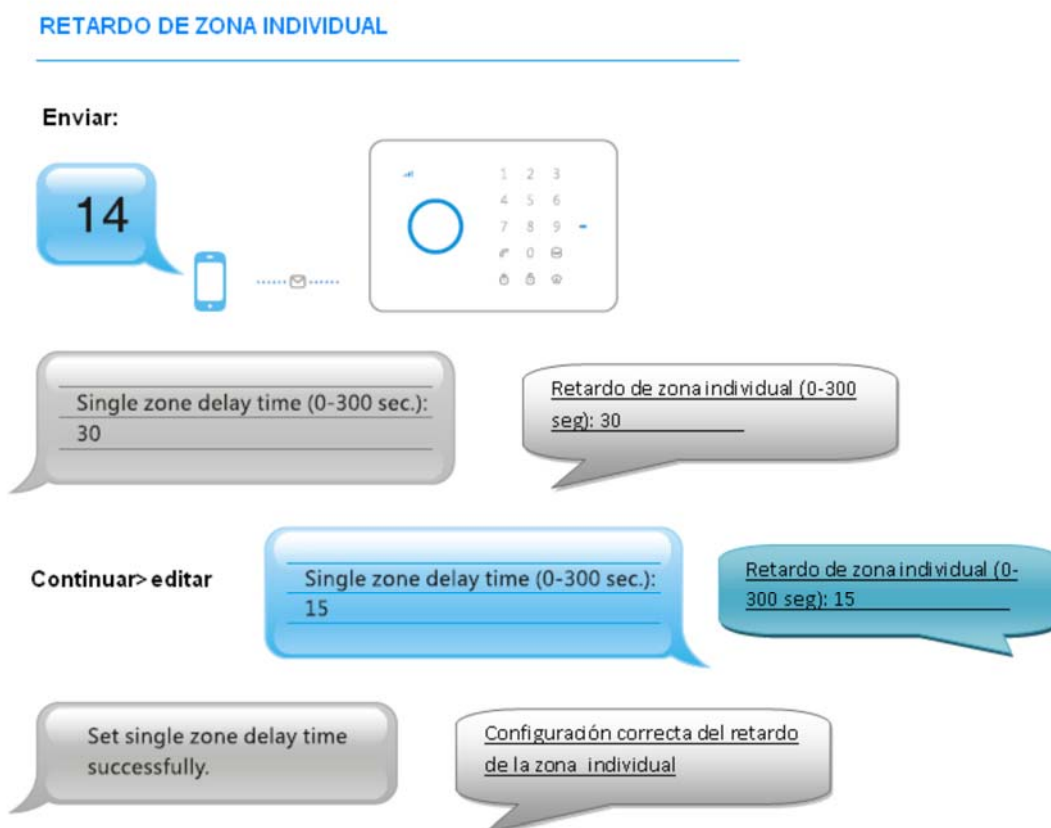 RETARDO DE ZONA INDIVIDUAL
Enviar:
14
1 2 3
4 5 6
7 8 9
0
Single zone delay time (0-300 sec.):
30
Retardo de zona individual (0-300
seg): 30
Continuar> editar
Single zone delay time (0-300 sec.):
15
Retardo de zona individual (0-
300 seg): 15
Set single zone delay time
successfully.
Configuración correcta del retardo
de la zona individual